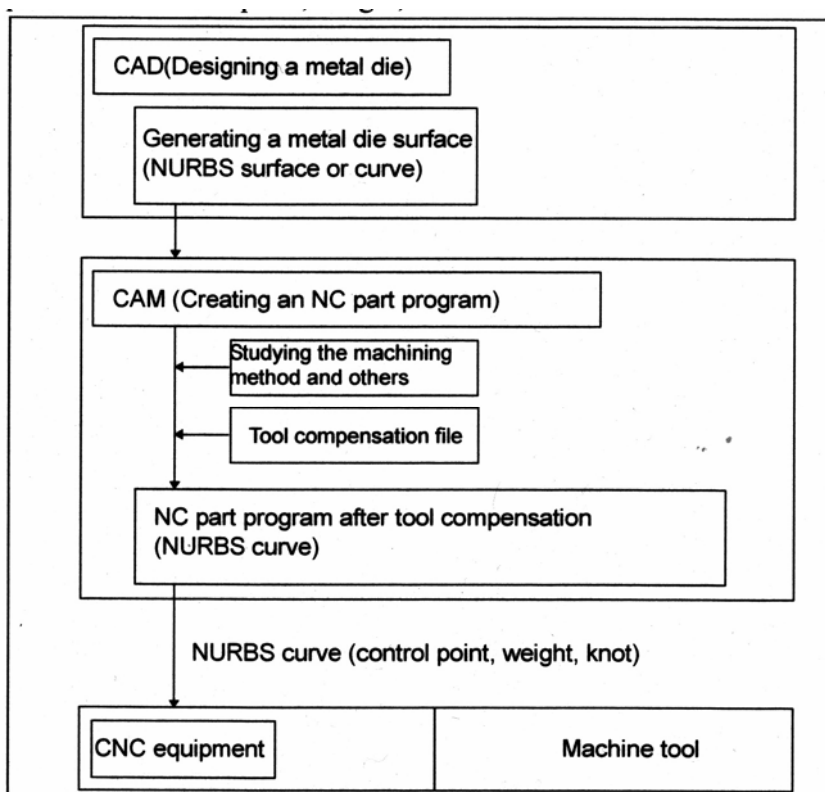 CAD(Designing a metal die)
Generating a metal die surface
(NURBS surface or curve)
CAM (Creating an NC part program)
Studying the machining
method and others
Tool compensation file
NC part program after tool compensation
(NURBS curve)
NURBS curve (control point, weight, knot)
CNC equipment
Machine tool